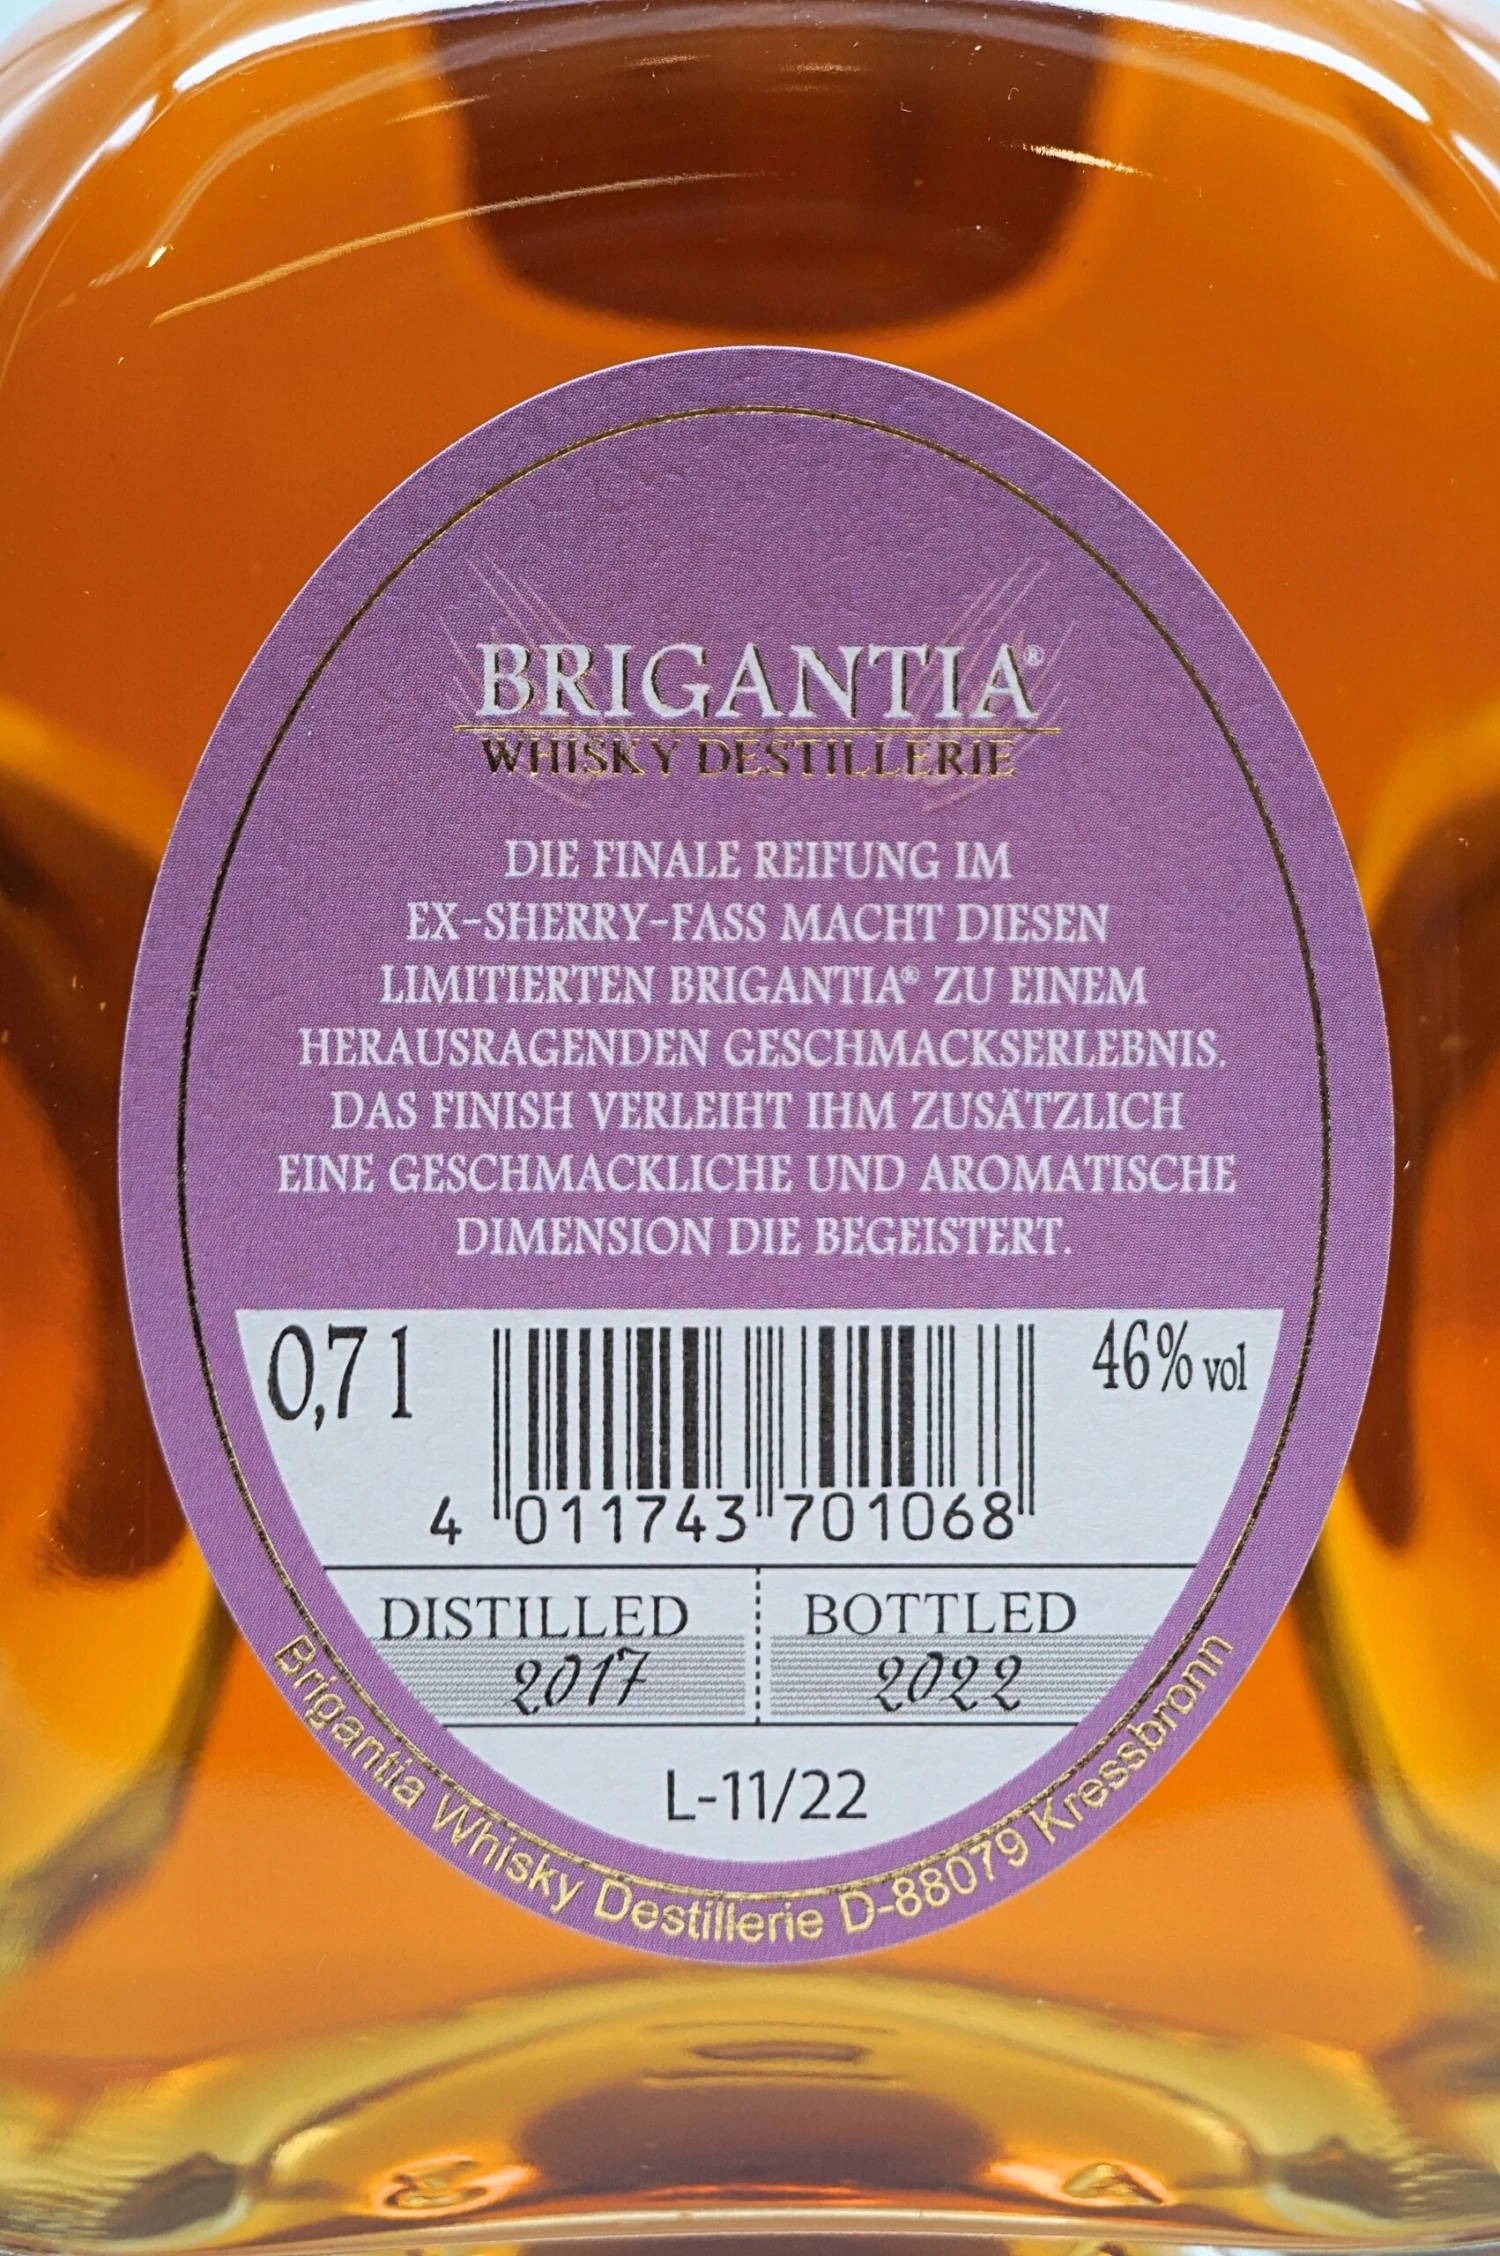 BRIGANTIA®
WHISKY DESTILLERIE
DIE FINALE REIFUNG IM
EX-SHERRY-FASS MACHT DIESEN
LIMITIERTEN BRIGANTIA® ZU EINEM
HERAUSRAGENDEN GESCHMACKSERLEBNIS.
DAS FINISH VERLEIHT IHM ZUSÄTZLICH
EINE GESCHMACKLICHE UND AROMATISCHE
DIMENSION DIE BEGEISTERT.
0,7 l
46% vol
4 011743 701068
DISTILLED BOTTLED
2017 2022
L-11/22
Brigantia Whisky Destillerie D-88079 Kressbronn